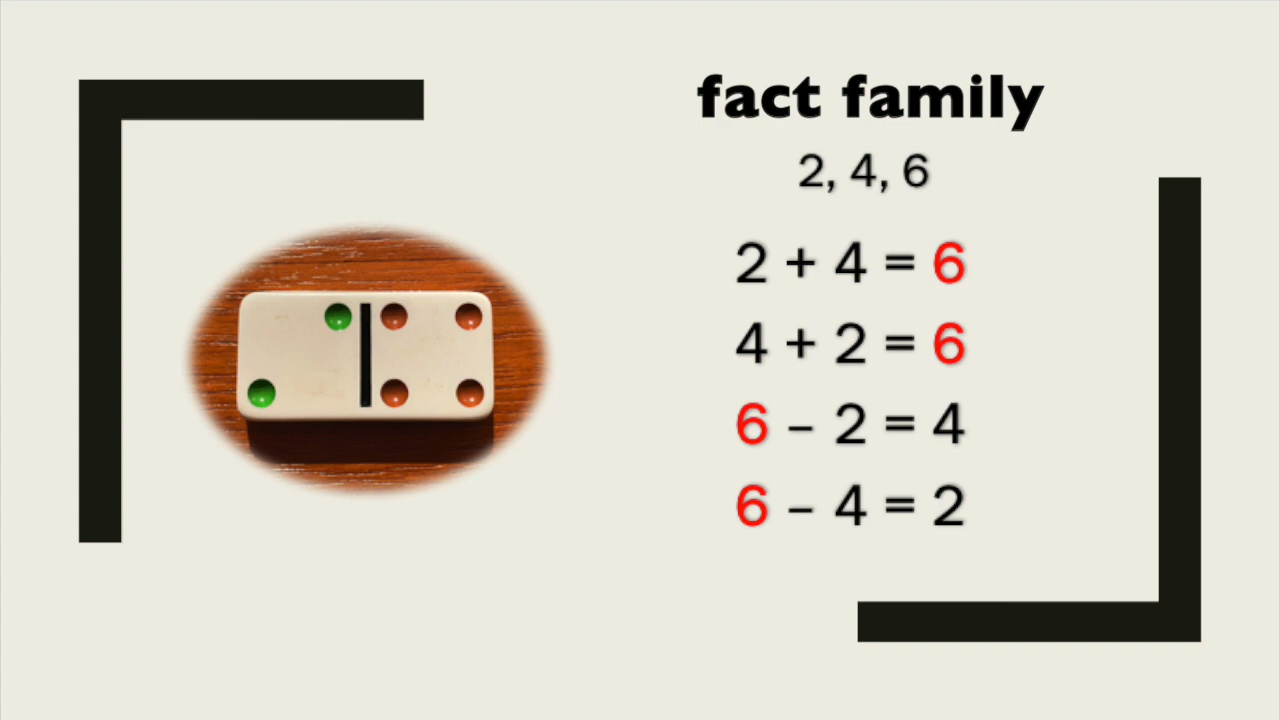 fact family
2, 4, 6
2 + 4 = 6
4 + 2 = 6
6 – 2 = 4
6 – 4 = 2